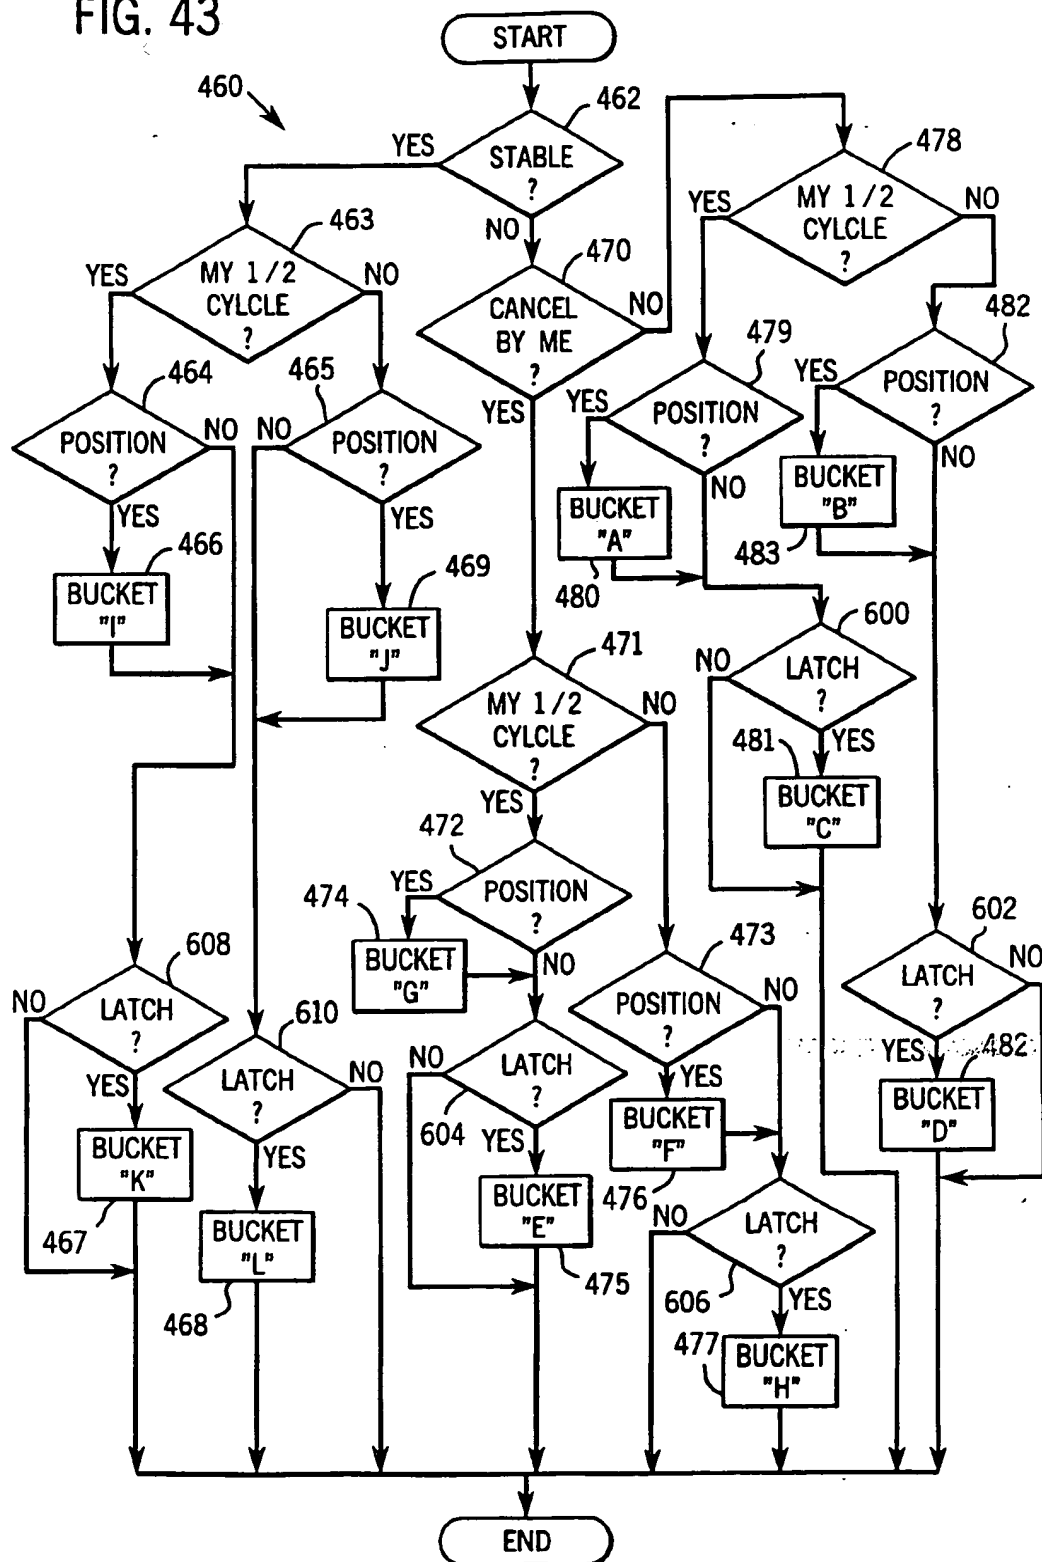 FIG. 43
START
460
462
YES
STABLE
?
NO
478
YES
MY 1/2
CYLCLE
?
NO
463
YES
MY 1/2
CYLCLE
?
NO
470
CANCEL
BY ME
?
NO
YES
482
YES
POSITION
?
NO
479
YES
POSITION
?
NO
464
POSITION
?
NO
YES
465
NO
POSITION
?
YES
BUCKET
"B"
483
BUCKET
"A"
480
466
BUCKET
"I"
469
BUCKET
"J"
600
NO
LATCH
?
YES
471
MY 1/2
CYLCLE
?
NO
YES
481
BUCKET
"C"
472
YES
POSITION
?
NO
474
BUCKET
"G"
473
POSITION
?
NO
YES
602
LATCH
?
NO
YES
482
BUCKET
"D"
608
NO
LATCH
?
YES
610
LATCH
?
NO
YES
NO
LATCH
?
604
YES
BUCKET
"F"
476
BUCKET
"K"
467
BUCKET
"L"
468
BUCKET
"E"
475
NO
LATCH
?
606
YES
477
BUCKET
"H"
END